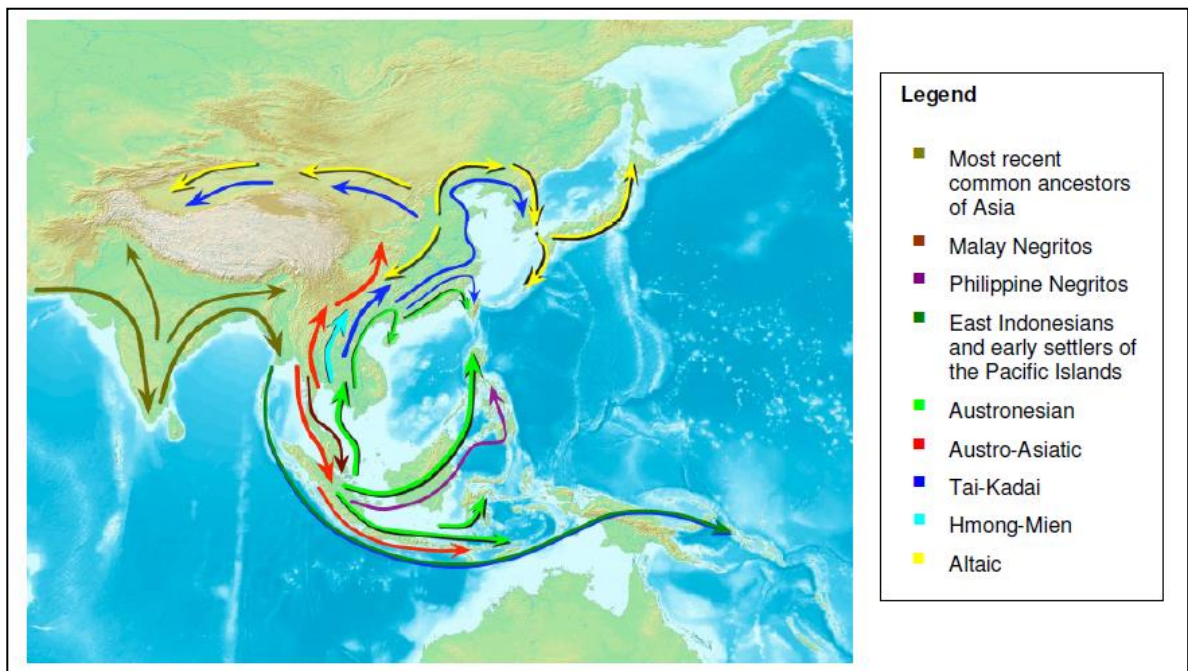 Legend
Most recent
common ancestors
of Asia
Malay Negritos
Philippine Negritos
East Indonesians
and early settlers of
the Pacific Islands
Austronesian
Austro-Asiatic
Tai-Kadai
Hmong-Mien
Altaic